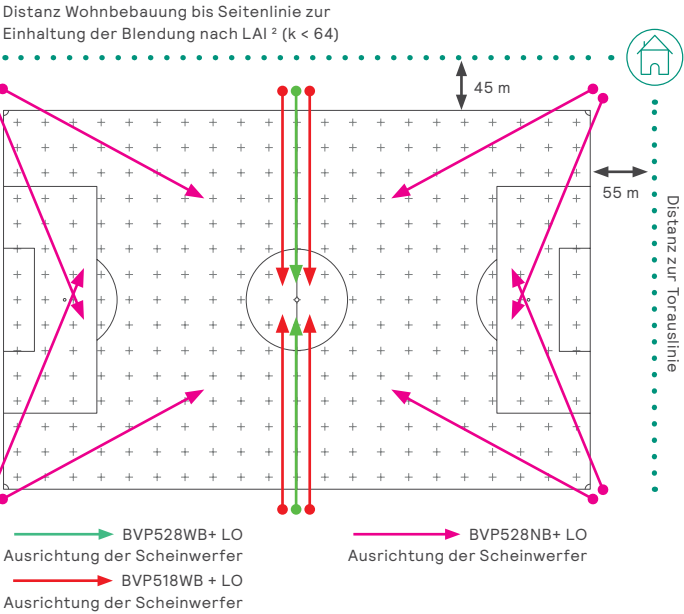 Distanz Wohnbebauung bis Seitenlinie zur
Einhaltung der Blendung nach LAI ² (k < 64)
45 m
55 m
Distanz zur Torauslinie
BVP528WB+ LO
Ausrichtung der Scheinwerfer
BVP518WB + LO
Ausrichtung der Scheinwerfer
BVP528NB+ LO
Ausrichtung der Scheinwerfer